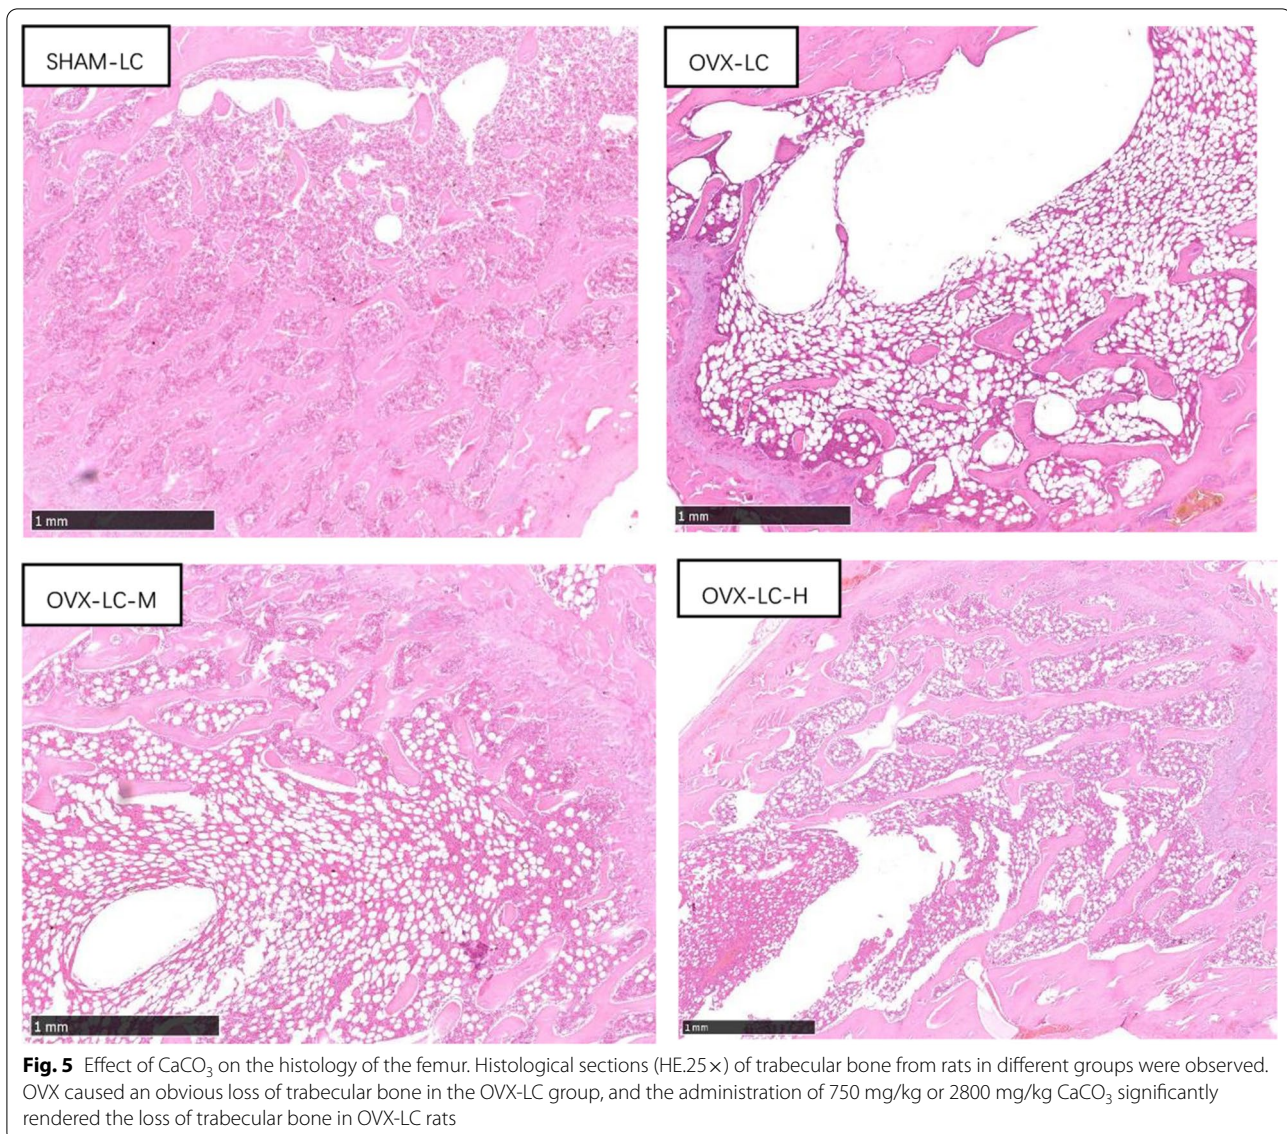 SHAM-LC
OVX-LC
1 mm
1 mm
OVX-LC-M
OVX-LC-H
1 mm
1 mm
Fig. 5 Effect of CaCO₃ on the histology of the femur. Histological sections (HE.25×) of trabecular bone from rats in different groups were observed.
OVX caused an obvious loss of trabecular bone in the OVX-LC group, and the administration of 750 mg/kg or 2800 mg/kg CaCO₃ significantly
rendered the loss of trabecular bone in OVX-LC rats